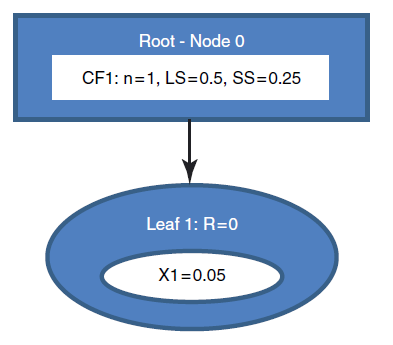 Root - Node 0
CF1: n=1, LS=0.5, SS=0.25
Leaf 1: R=0
X1=0.05